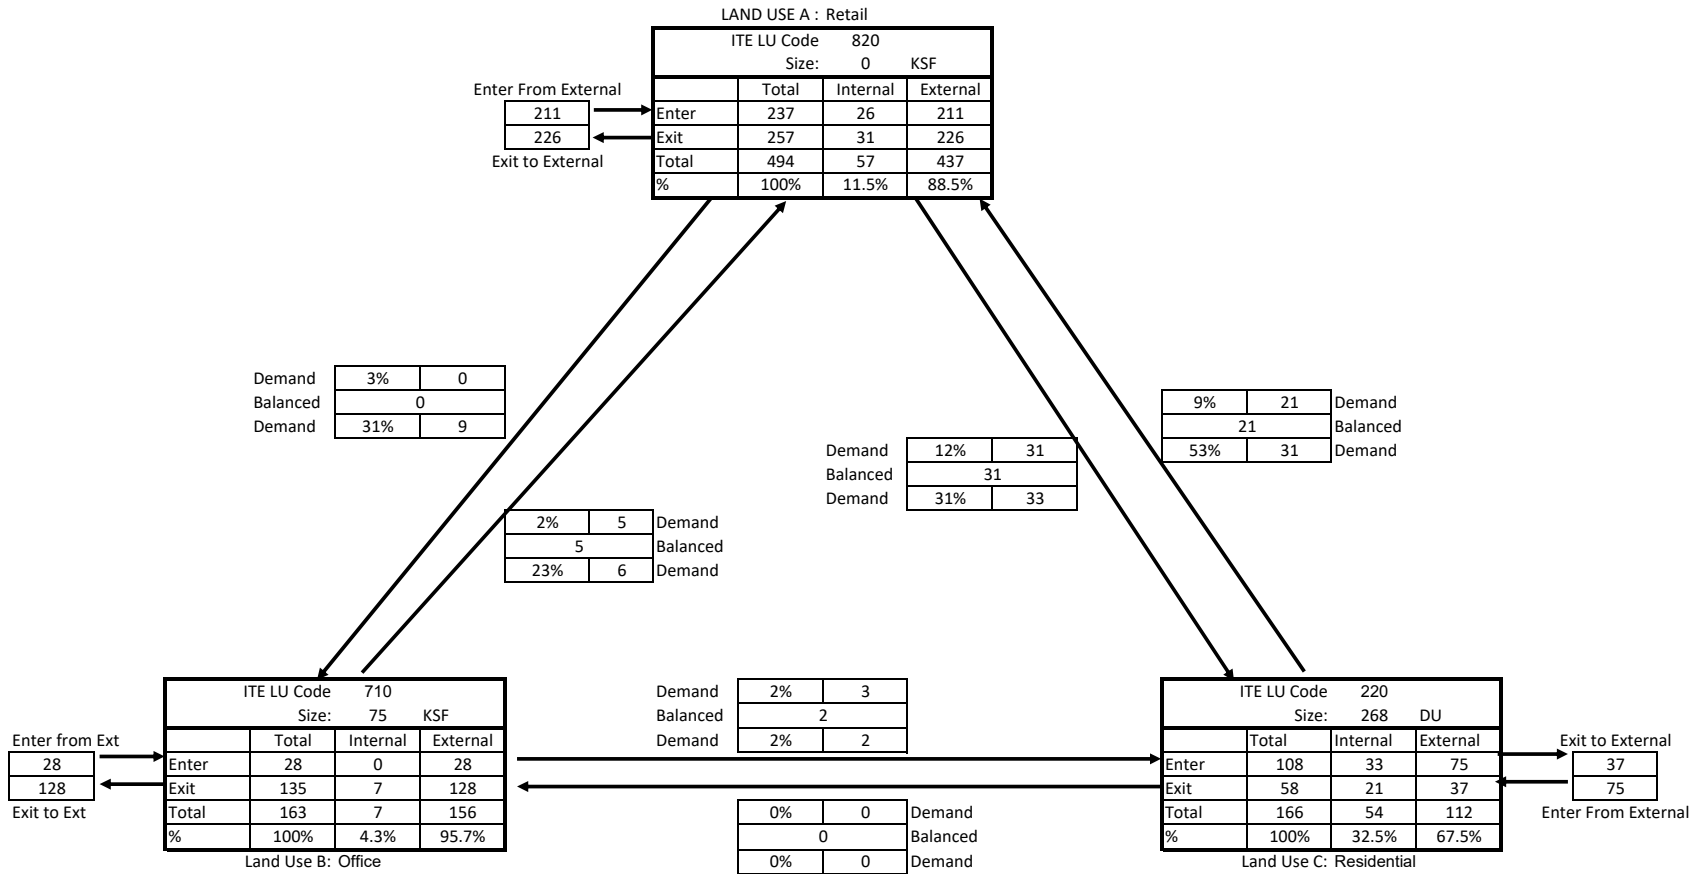 LAND USE A : Retail
ITE LU Code 820
Size: 0 KSF
Total Internal External
Enter 237 26 211
Exit 257 31 226
Total 494 57 437
% 100% 11.5% 88.5%
Enter From External
211
226
Exit to External
Demand 3% 0
Balanced 0
Demand 31% 9
9% 21 Demand
21 Balanced
53% 31 Demand
Demand 12% 31
Balanced 31
Demand 31% 33
2% 5 Demand
5 Balanced
23% 6 Demand
ITE LU Code 710
Size: 75 KSF
Total Internal External
Enter 28 0 28
Exit 135 7 128
Total 163 7 156
% 100% 4.3% 95.7%
Land Use B: Office
Enter from Ext
28
128
Exit to Ext
Demand 2% 3
Balanced 2
Demand 2% 2
0% 0 Demand
0 Balanced
0% 0 Demand
ITE LU Code 220
Size: 268 DU
Total Internal External
Enter 108 33 75
Exit 58 21 37
Total 166 54 112
% 100% 32.5% 67.5%
Land Use C: Residential
Exit to External
37
75
Enter From External